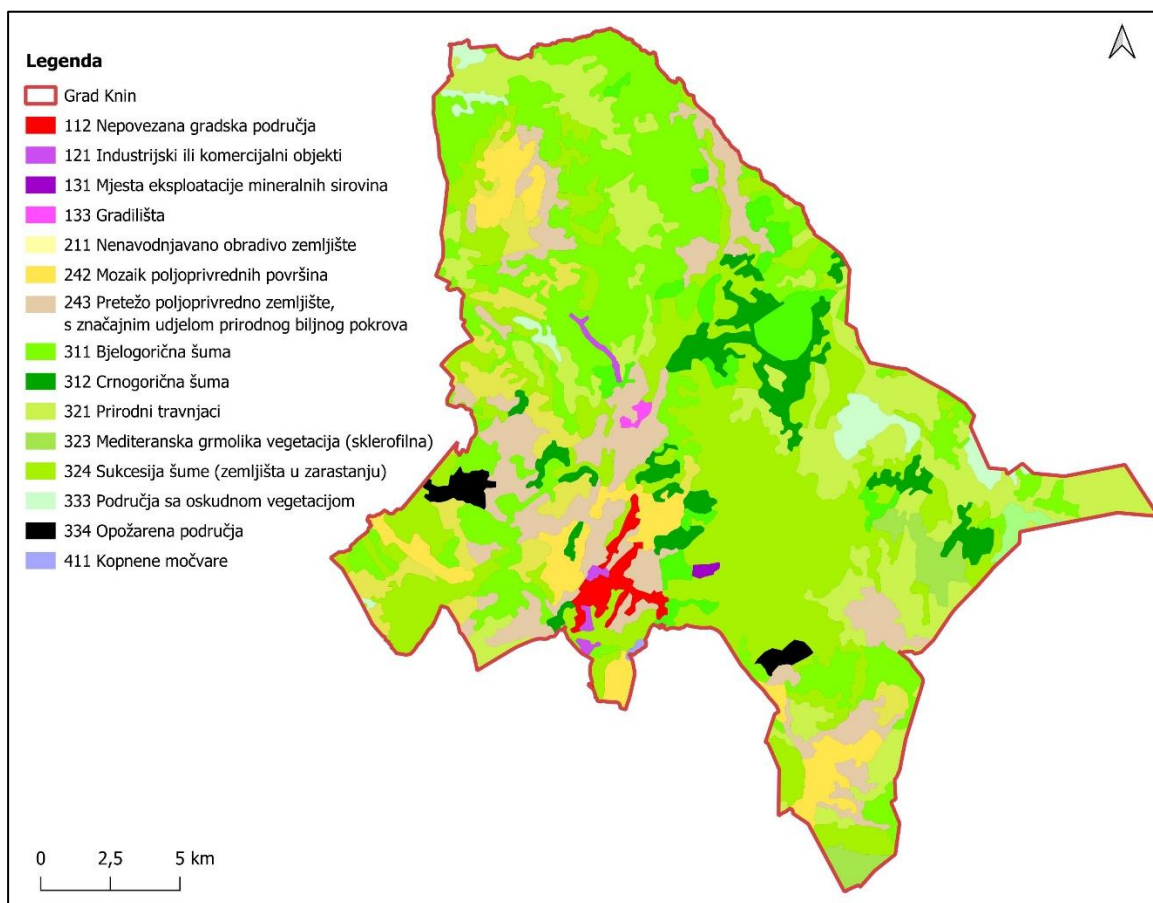 Legenda
Grad Knin
112 Nepovezana gradska područja
121 Industrijski ili komercijalni objekti
131 Mjesta eksploatacije mineralnih sirovina
133 Gradilišta
211 Nenavodnjavano obradivo zemljište
242 Mozaik poljoprivrednih površina
243 Pretežo poljoprivredno zemljište,
s značajnim udjelom prirodnog biljnog pokrova
311 Bjelogorična šuma
312 Crnogorična šuma
321 Prirodni travnjaci
323 Mediteranska grmolika vegetacija (sklerofilna)
324 Sukcesija šume (zemljišta u zarastanju)
333 Područja sa oskudnom vegetacijom
334 Opožarena područja
411 Kopnene močvare
0 2,5 5 km